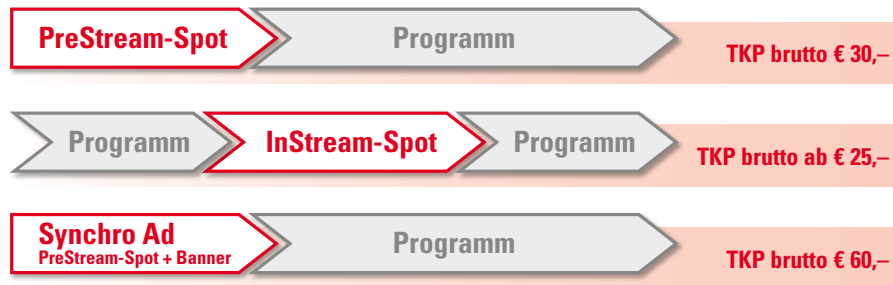 PreStream-Spot
Programm
TKP brutto € 30,–
Programm
InStream-Spot
Programm
TKP brutto ab € 25,–
Synchro Ad
PreStream-Spot + Banner
Programm
TKP brutto € 60,–